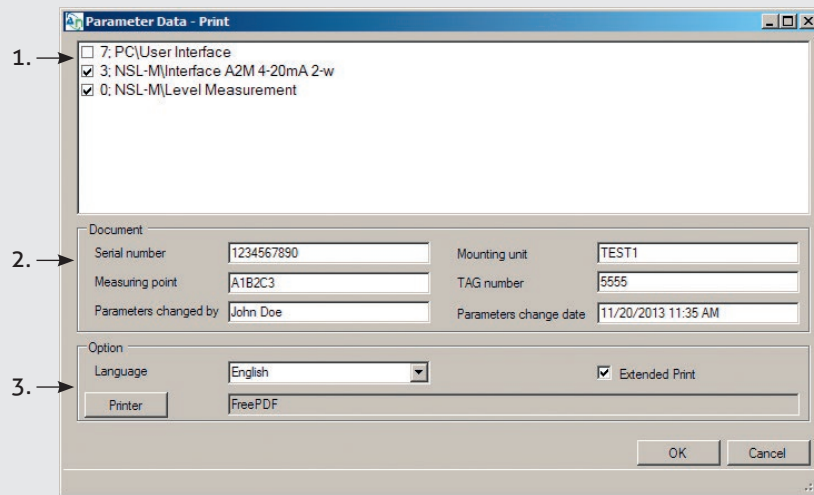 Parameter Data - Print
1.
7; PC\User Interface
3; NSL-M\Interface A2M 4-20mA 2-w
0; NSL-M\Level Measurement
2.
Document
Serial number 1234567890 Mounting unit TEST1
Measuring point A1B2C3 TAG number 5555
Parameters changed by John Doe Parameters change date 11/20/2013 11:35 AM
3.
Option
Language English Extended Print
Printer FreePDF
OK Cancel